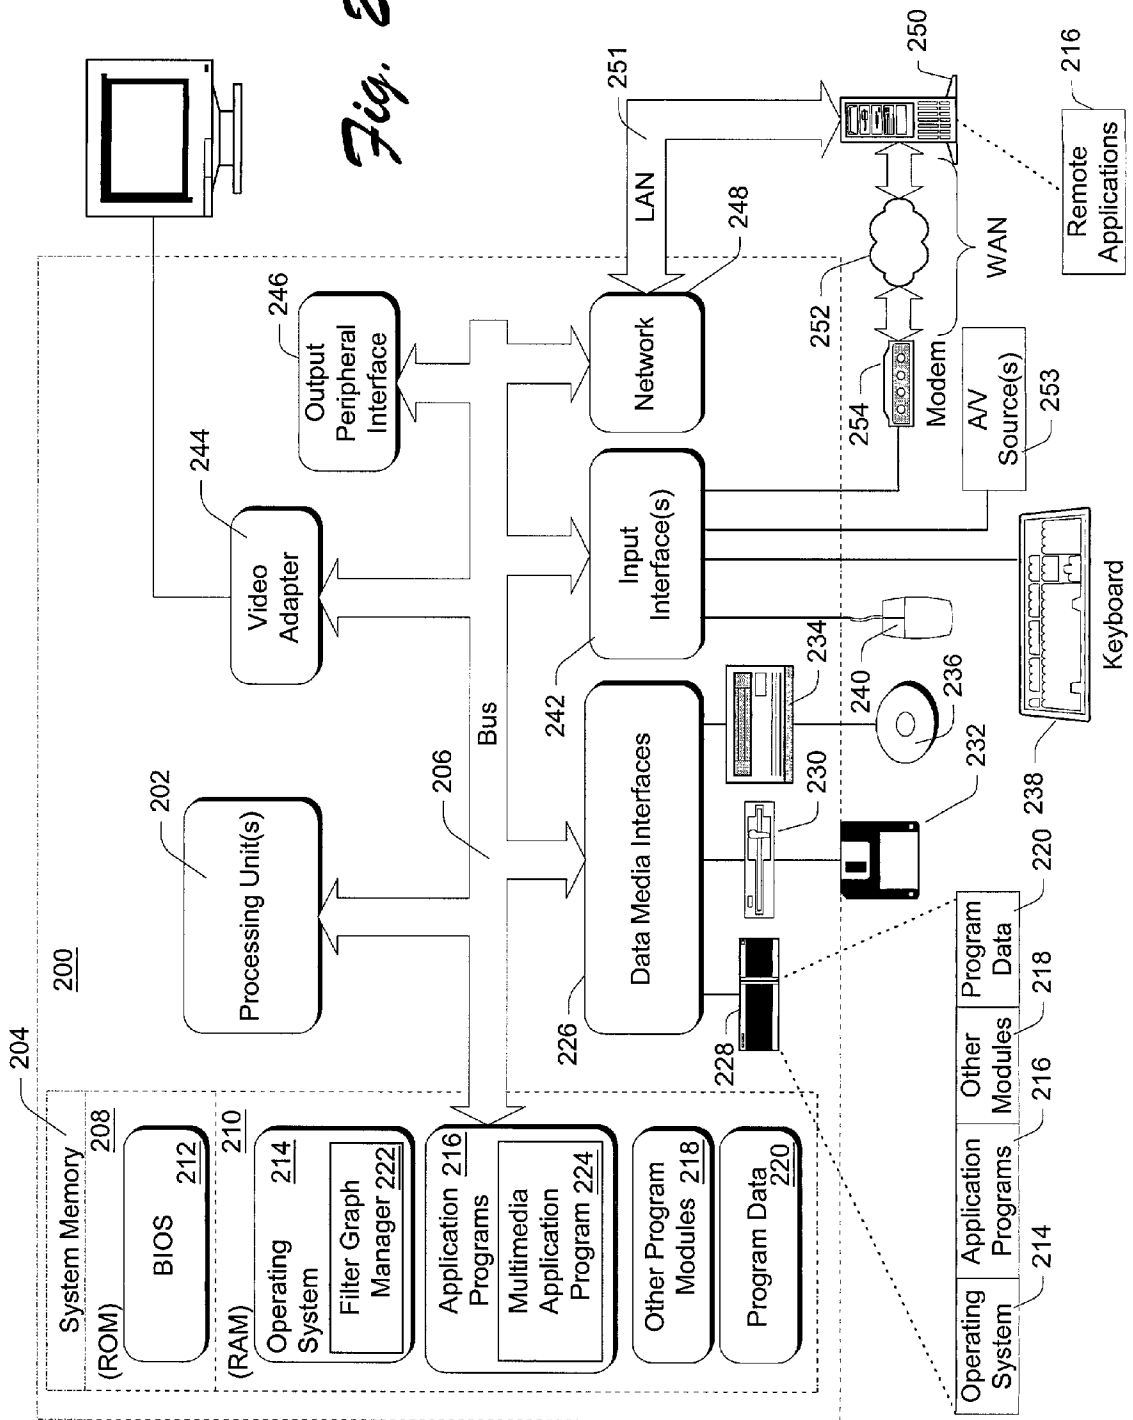 Fig. 2
200
204
System Memory
(ROM) 208
BIOS
212
(RAM) 210
Operating
System 214
Filter Graph
Manager 222
Application 216
Programs
Multimedia
Application
Program 224
Other Program
Modules 218
Program Data
220
202
Processing Unit(s)
206
Bus
244
Video
Adapter
246
Output
Peripheral
Interface
226
Data Media Interfaces
242
Input
Interface(s)
248
Network
251
LAN
250
228
230
234
232
236
240
238
Keyboard
254
Modem
252
WAN
A/V
Source(s)
253
216
Remote
Applications
Operating
System
214
Application
Programs
216
Other
Modules
218
Program
Data
220